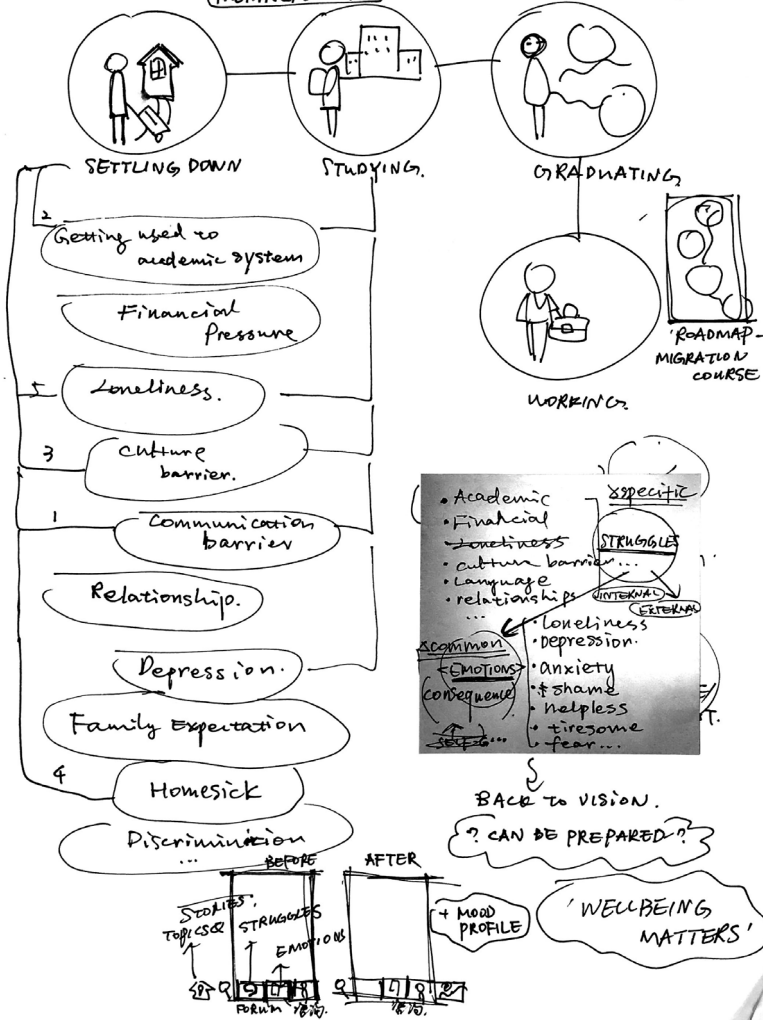 SETTLING DOWN
STUDYING.
GRADUATING
2
Getting used to
academic system
Financial
Pressure
5
Loneliness.
3
culture
barrier.
1
Communication
barrier
Relationship.
Depression.
Family Expectation
4
Homesick
Discrimination
...
WORKING.
'ROADMAP-
MIGRATION
COURSE
• Academic
• Financial
• Loneliness
• culture barrier...
• Language
• relationships
...
specific
STRUGGLES
INTERNAL
EXTERNAL
common
EMOTIONS
(consequence)
• Loneliness
• Depression.
• anxiety
• shame
• helpless
• tiresome
• fear...
BACK TO VISION.
? CAN BE PREPARED ?
'WELLBEING
MATTERS'
BEFORE
STORIES.
TOPICS
STRUGGLES
EMOTIONS
FORUM
AFTER
+ MOOD
PROFILE